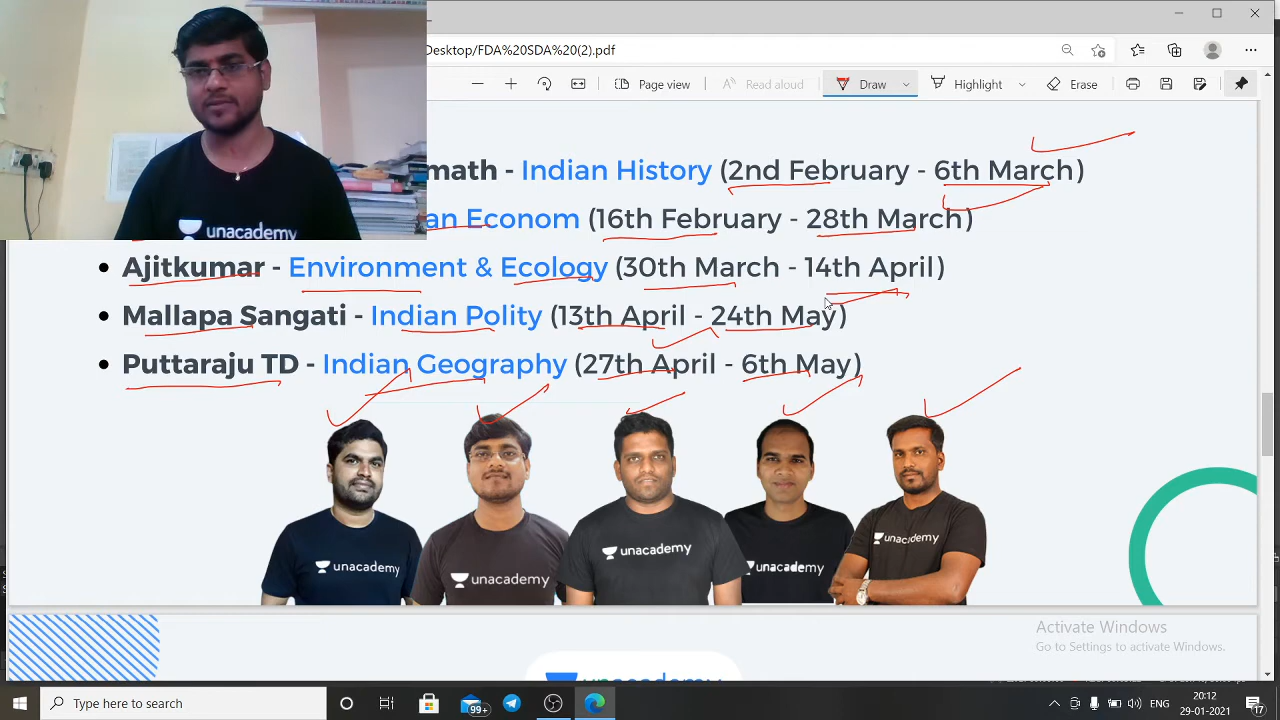 Desktop/FDA%20SDA%20(2).pdf
Page view
Read aloud
Draw
Highlight
Erase
math - Indian History (2nd February - 6th March)
an Econom (16th February - 28th March)
Ajitkumar - Environment & Ecology (30th March - 14th April)
Mallapa Sangati - Indian Polity (13th April - 24th May)
Puttaraju TD - Indian Geography (27th April - 6th May)
unacademy
unacademy
unacademy
unacademy
unacademy
unacademy
Activate Windows
Go to Settings to activate Windows.
unacademy
Type here to search
99+
ENG
20:12
29-01-2021
17